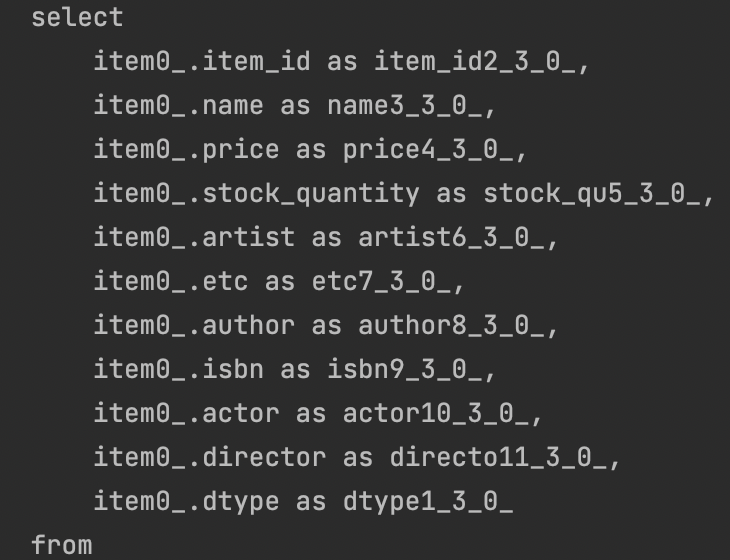 select
item0_.item_id as item_id2_3_0_,
item0_.name as name3_3_0_,
item0_.price as price4_3_0_,
item0_.stock_quantity as stock_qu5_3_0_,
item0_.artist as artist6_3_0_,
item0_.etc as etc7_3_0_,
item0_.author as author8_3_0_,
item0_.isbn as isbn9_3_0_,
item0_.actor as actor10_3_0_,
item0_.director as directo11_3_0_,
item0_.dtype as dtype1_3_0_
from